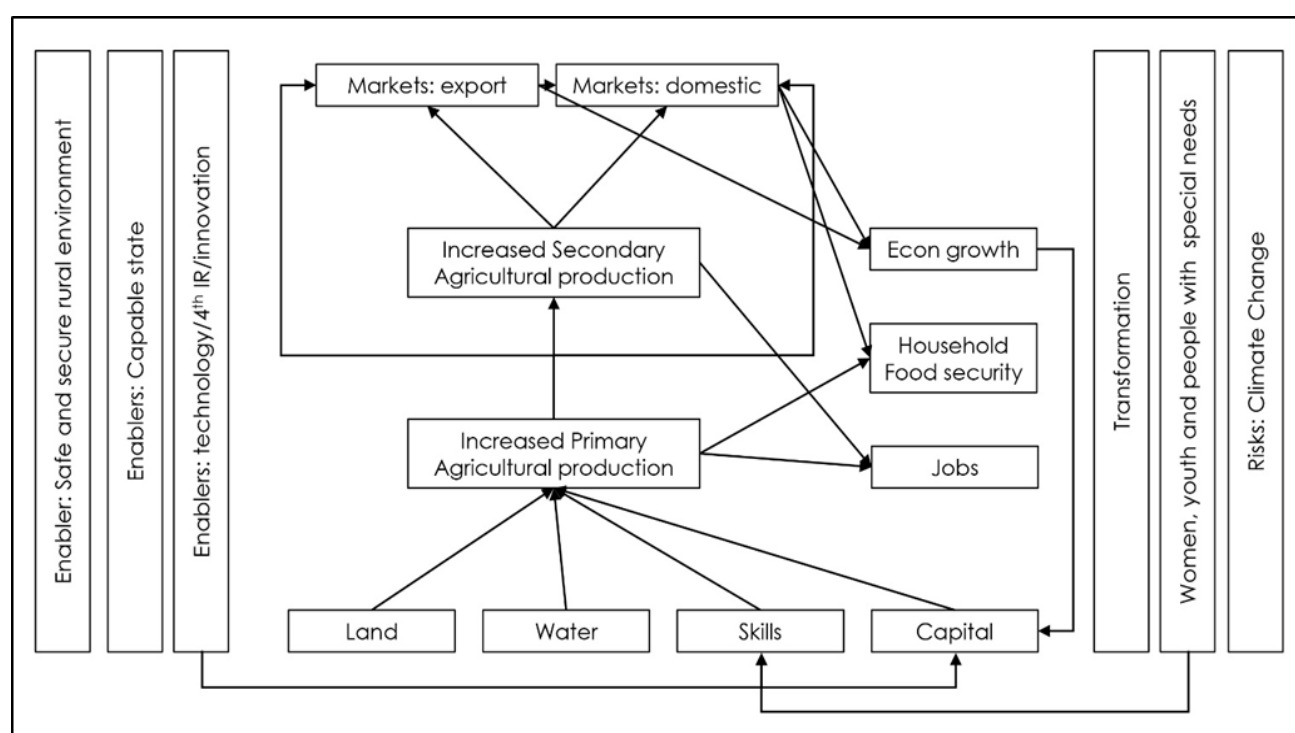 Enabler: Safe and secure rural environment
Enablers: Capable state
Enablers: technology/4th IR/innovation
Markets: export
Markets: domestic
Increased Secondary
Agricultural production
Econ growth
Household
Food security
Increased Primary
Agricultural production
Jobs
Land
Water
Skills
Capital
Transformation
Women, youth and people with special needs
Risks: Climate Change